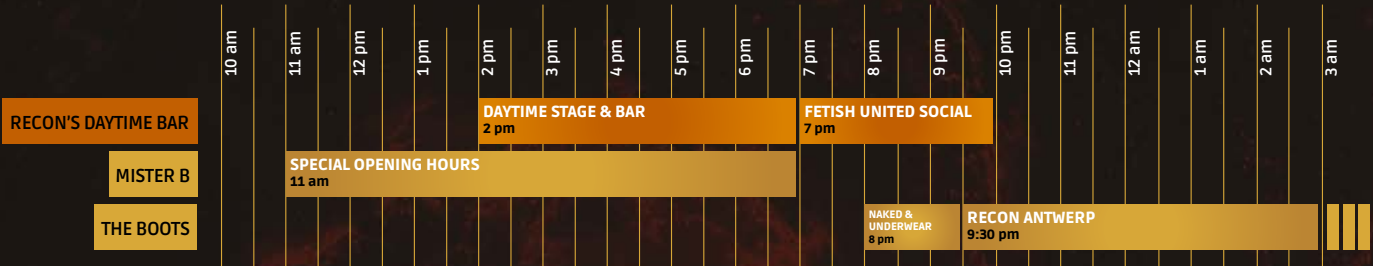 10 am
11 am
12 pm
1 pm
2 pm
3 pm
4 pm
5 pm
6 pm
7 pm
8 pm
9 pm
10 pm
11 pm
12 am
1 am
2 am
3 am
RECON'S DAYTIME BAR
DAYTIME STAGE & BAR
2 pm
FETISH UNITED SOCIAL
7 pm
MISTER B
SPECIAL OPENING HOURS
11 am
THE BOOTS
NAKED &
UNDERWEAR
8 pm
RECON ANTWERP
9:30 pm